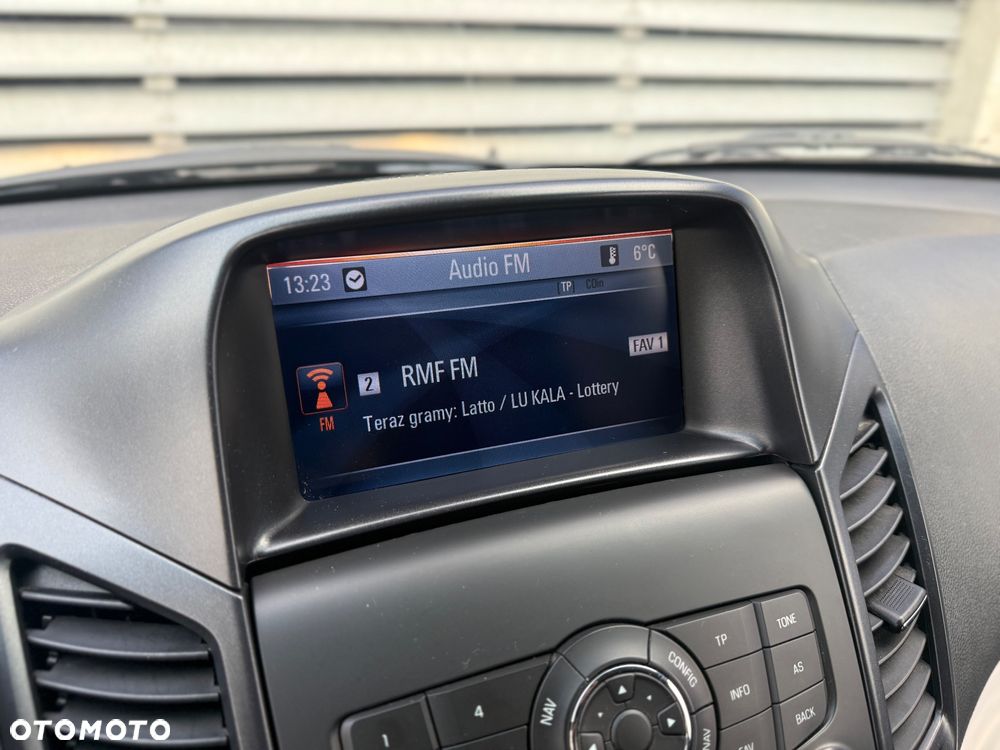 13:23 Audio FM 6°C
TP
FAV 1
2 RMF FM
FM Teraz gramy: Latto / LU KALA - Lottery
TP TONE
CONFIG
INFO AS
NAV
4
1
BACK
OTOMOTO